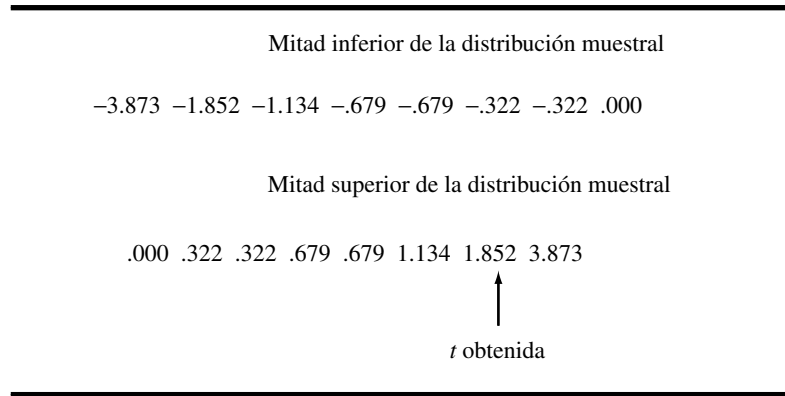 Mitad inferior de la distribución muestral
−3.873 −1.852 −1.134 −.679 −.679 −.322 −.322 .000
Mitad superior de la distribución muestral
.000 .322 .322 .679 .679 1.134 1.852 3.873
t obtenida